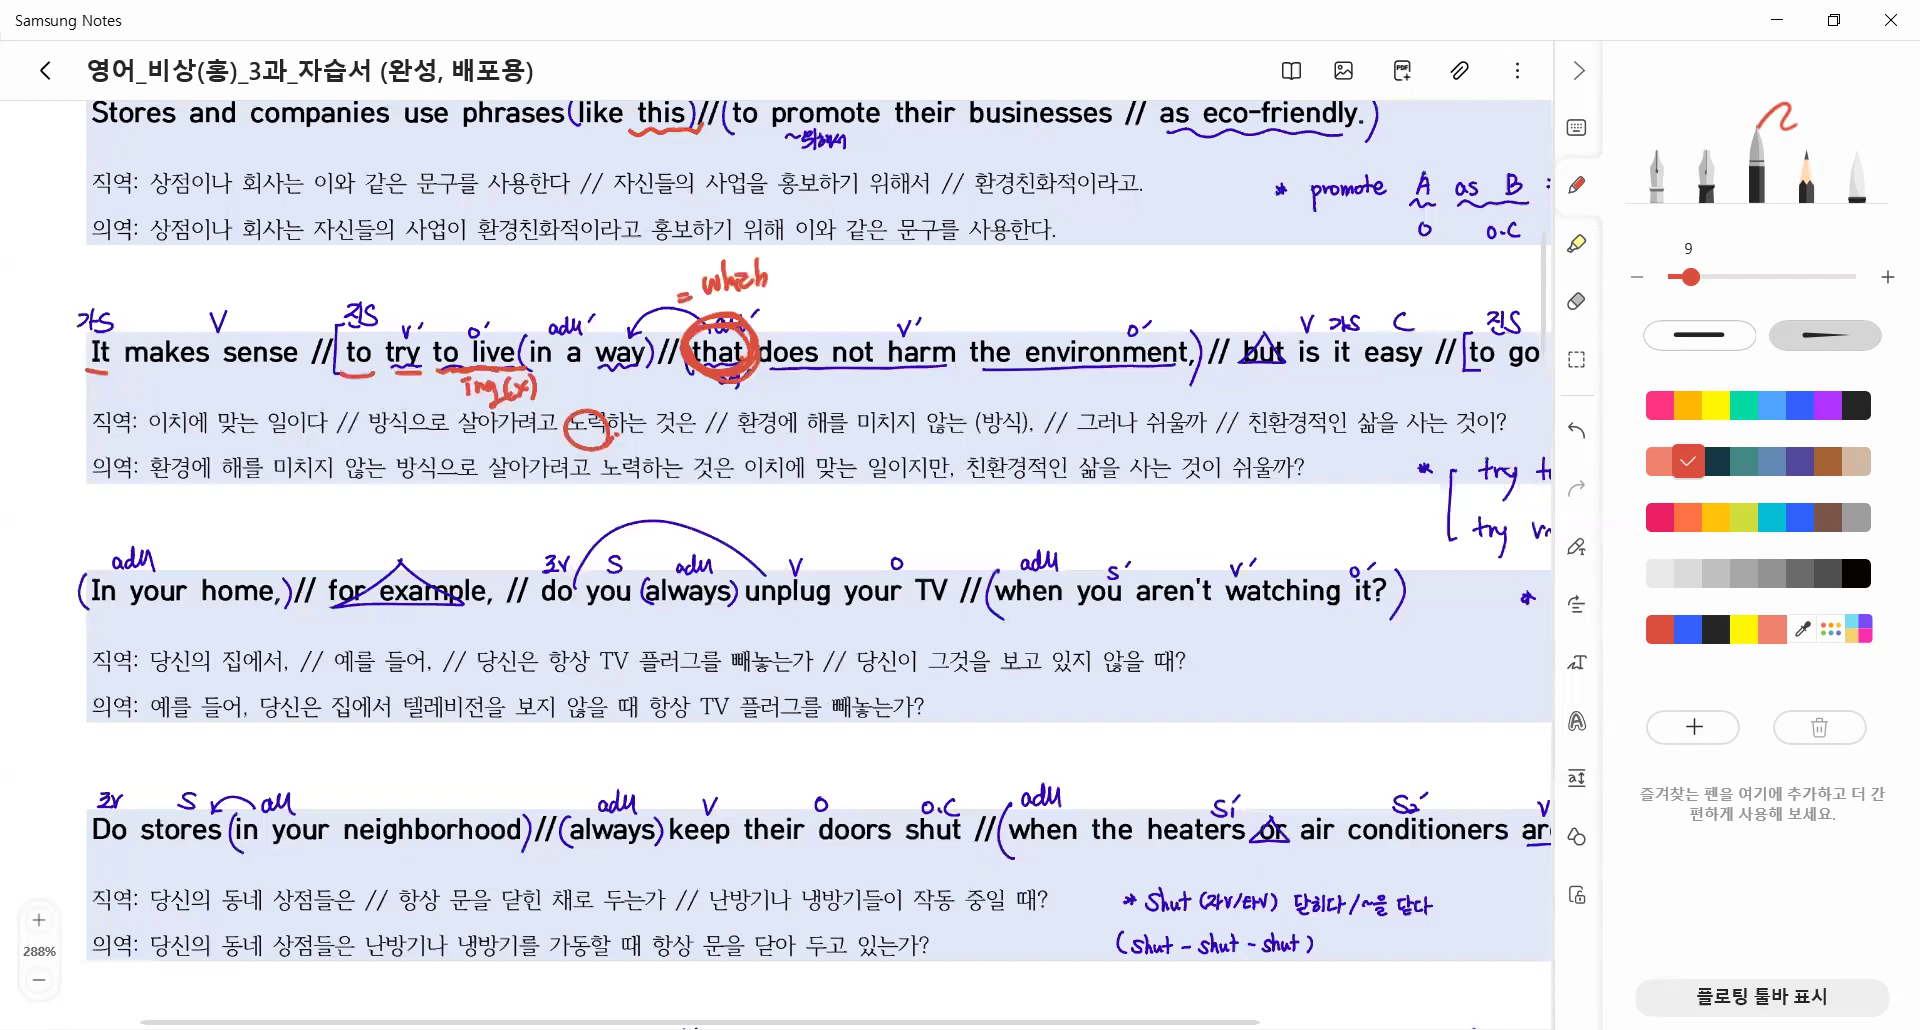 Samsung Notes
영어_비상(홍)_3과_자습서 (완성, 배포용)
Stores and companies use phrases (like this) // (to promote their businesses // as eco-friendly.)
~위해서
직역: 상점이나 회사는 이와 같은 문구를 사용한다 // 자신들의 사업을 홍보하기 위해서 // 환경친화적이라고.
* promote A as B :
O O.C
의역: 상점이나 회사는 자신들의 사업이 환경친화적이라고 홍보하기 위해 이와 같은 문구를 사용한다.
= which
가S V 진S V' O' adv' V' O' V 가S C 진S
It makes sense // [to try to live (in a way) // (that does not harm the environment,) // but is it easy // [to go
ing(x)
직역: 이치에 맞는 일이다 // 방식으로 살아가려고 노력하는 것은 // 환경에 해를 미치지 않는 (방식), // 그러나 쉬울까 // 친환경적인 삶을 사는 것이?
의역: 환경에 해를 미치지 않는 방식으로 살아가려고 노력하는 것은 이치에 맞는 일이지만, 친환경적인 삶을 사는 것이 쉬울까?
* try
try
adv 조V S adv V O adv S' V' O'
(In your home,) // for example, // do you (always) unplug your TV // (when you aren't watching it?)
*
직역: 당신의 집에서, // 예를 들어, // 당신은 항상 TV 플러그를 빼놓는가 // 당신이 그것을 보고 있지 않을 때?
의역: 예를 들어, 당신은 집에서 텔레비전을 보지 않을 때 항상 TV 플러그를 빼놓는가?
조V S adv V O O.C adv S1' S2' V
Do stores (in your neighborhood) // (always) keep their doors shut // (when the heaters or air conditioners
직역: 당신의 동네 상점들은 // 항상 문을 닫힌 채로 두는가 // 난방기나 냉방기들이 작동 중일 때?
* Shut (자V/타V) 닫히다 / ~을 닫다
의역: 당신의 동네 상점들은 난방기나 냉방기를 가동할 때 항상 문을 닫아 두고 있는가?
(shut - shut - shut)
288%
9
즐겨찾는 펜을 여기에 추가하고 더 간
편하게 사용해 보세요.
플로팅 툴바 표시